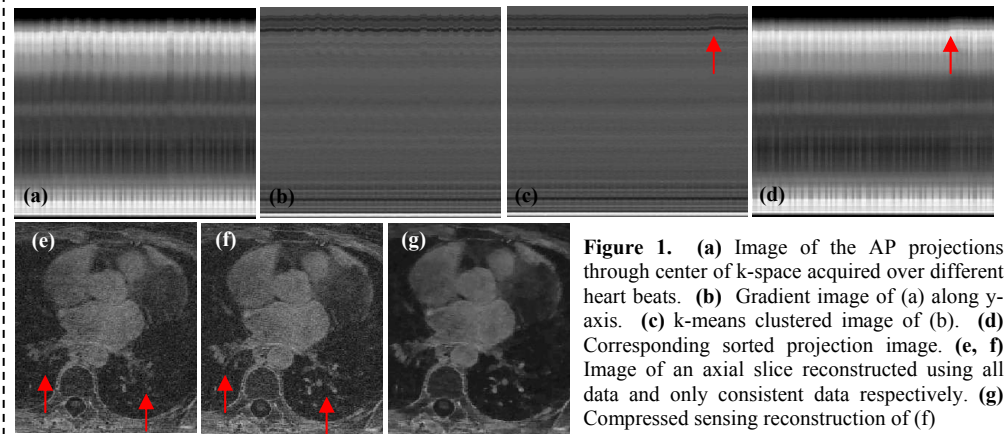 (a)
(b)
(c)
(d)
(e)
(f)
(g)
Figure 1. (a) Image of the AP projections
through center of k-space acquired over different
heart beats. (b) Gradient image of (a) along y-
axis. (c) k-means clustered image of (b). (d)
Corresponding sorted projection image. (e, f)
Image of an axial slice reconstructed using all
data and only consistent data respectively. (g)
Compressed sensing reconstruction of (f)